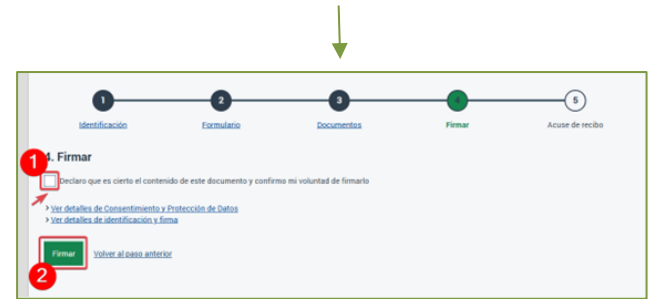 1 2 3 4 5
Identificación Formulario Documentos Firmar Acuse de recibo
1
4. Firmar
Declaro que es cierto el contenido de este documento y confirmo mi voluntad de firmarlo
> Ver detalles de Consentimiento y Protección de Datos
> Ver detalles de identificación y firma
Firmar Volver al paso anterior
2